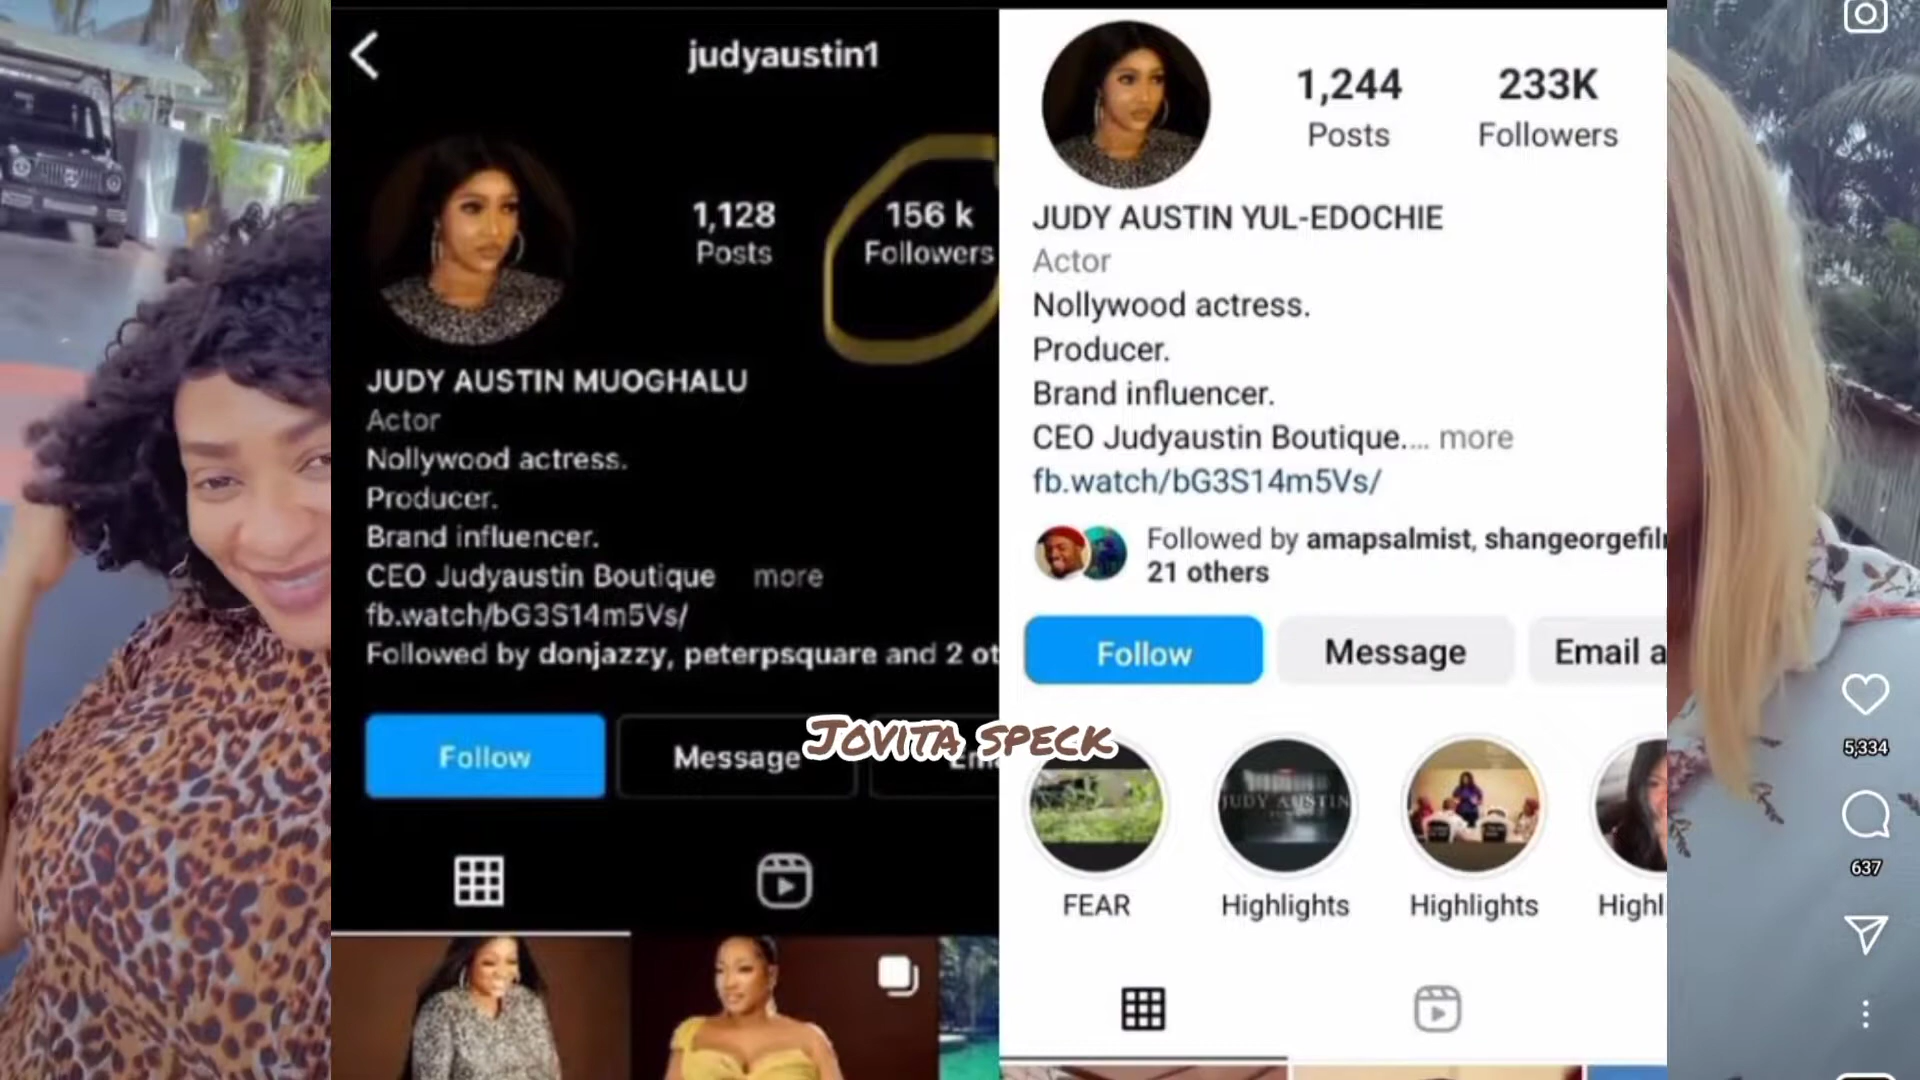 judyaustin1
1,128
Posts
156 k
Followers
JUDY AUSTIN MUOGHALU
Actor
Nollywood actress.
Producer.
Brand influencer.
CEO Judyaustin Boutique more
fb.watch/bG3S14m5Vs/
Followed by donjazzy, peterpsquare and 2 ot
Follow
Message
Em
Jovita speck
1,244
Posts
233K
Followers
JUDY AUSTIN YUL-EDOCHIE
Actor
Nollywood actress.
Producer.
Brand influencer.
CEO Judyaustin Boutique.... more
fb.watch/bG3S14m5Vs/
Followed by amapsalmist, shangeorgefil
21 others
Follow
Message
Email a
JUDY AUSTIN
FEAR
Highlights
Highlights
Highl
5,334
637